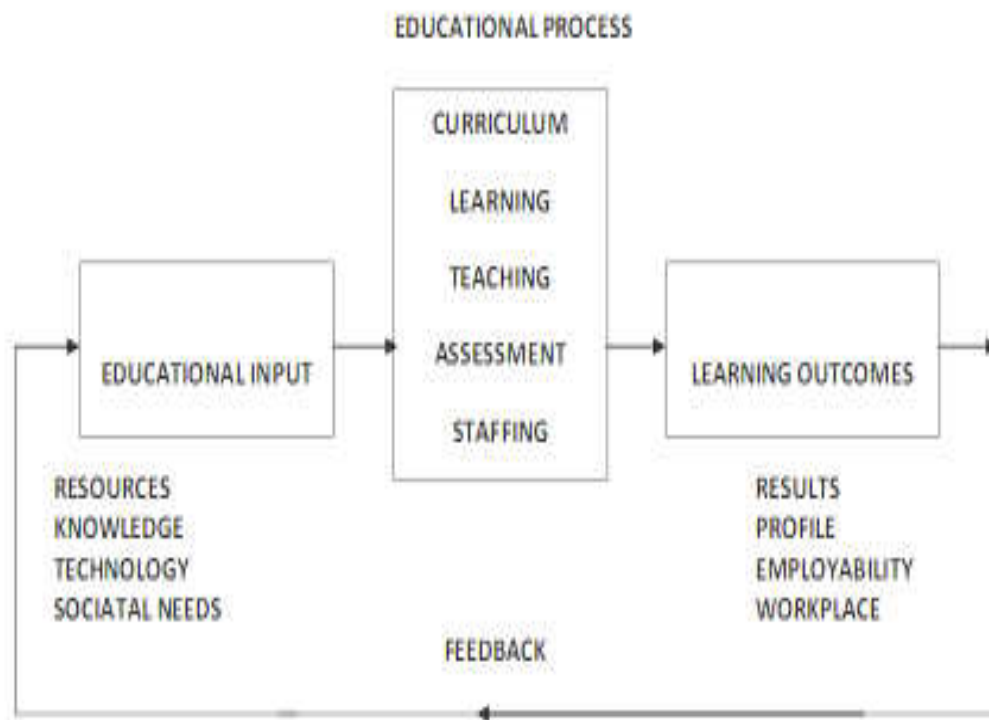 EDUCATIONAL PROCESS
CURRICULUM
LEARNING
TEACHING
ASSESSMENT
STAFFING
EDUCATIONAL INPUT
LEARNING OUTCOMES
RESOURCES
KNOWLEDGE
TECHNOLOGY
SOCIATAL NEEDS
RESULTS
PROFILE
EMPLOYABILITY
WORKPLACE
FEEDBACK